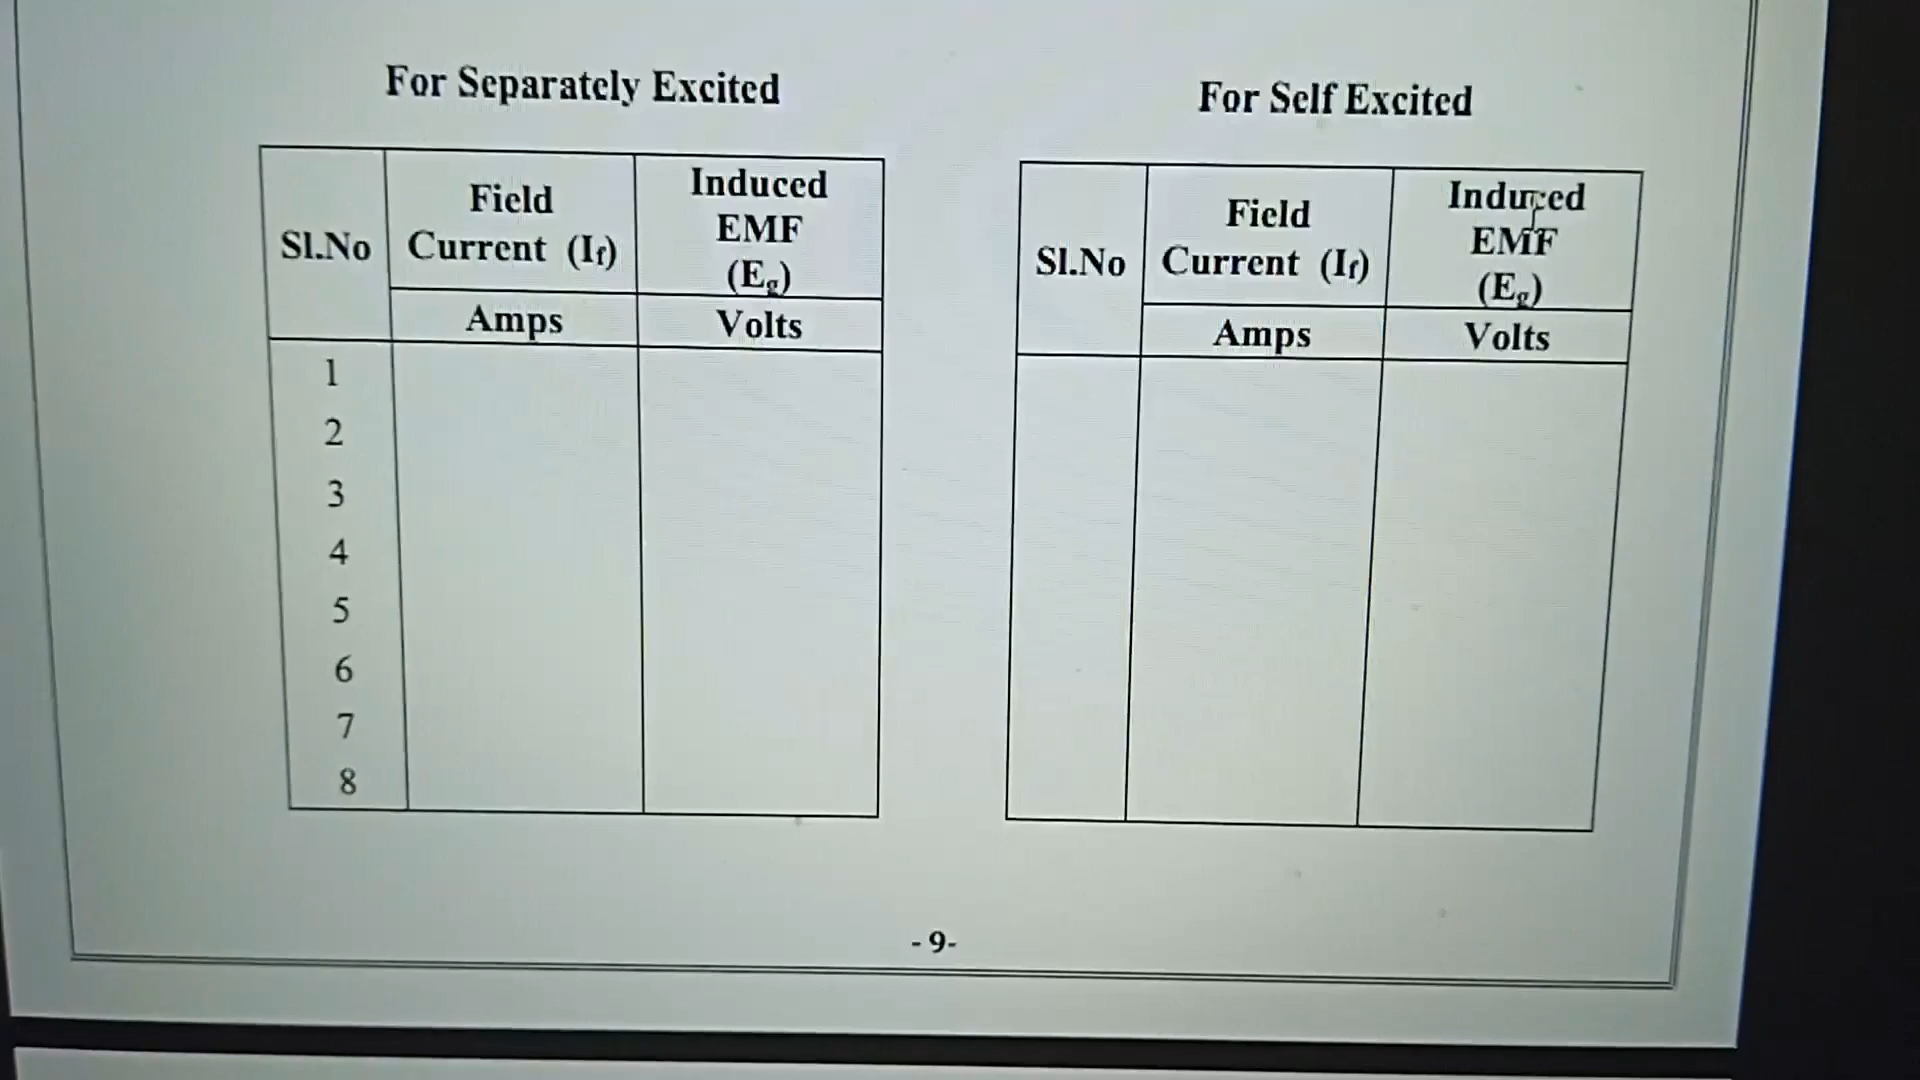 For Separately Excited
Sl.No
Field
Current (If)
Induced
EMF
(Eg)
Amps
Volts
1
2
3
4
5
6
7
8
For Self Excited
Sl.No
Field
Current (If)
Induced
EMF
(Eg)
Amps
Volts
- 9-